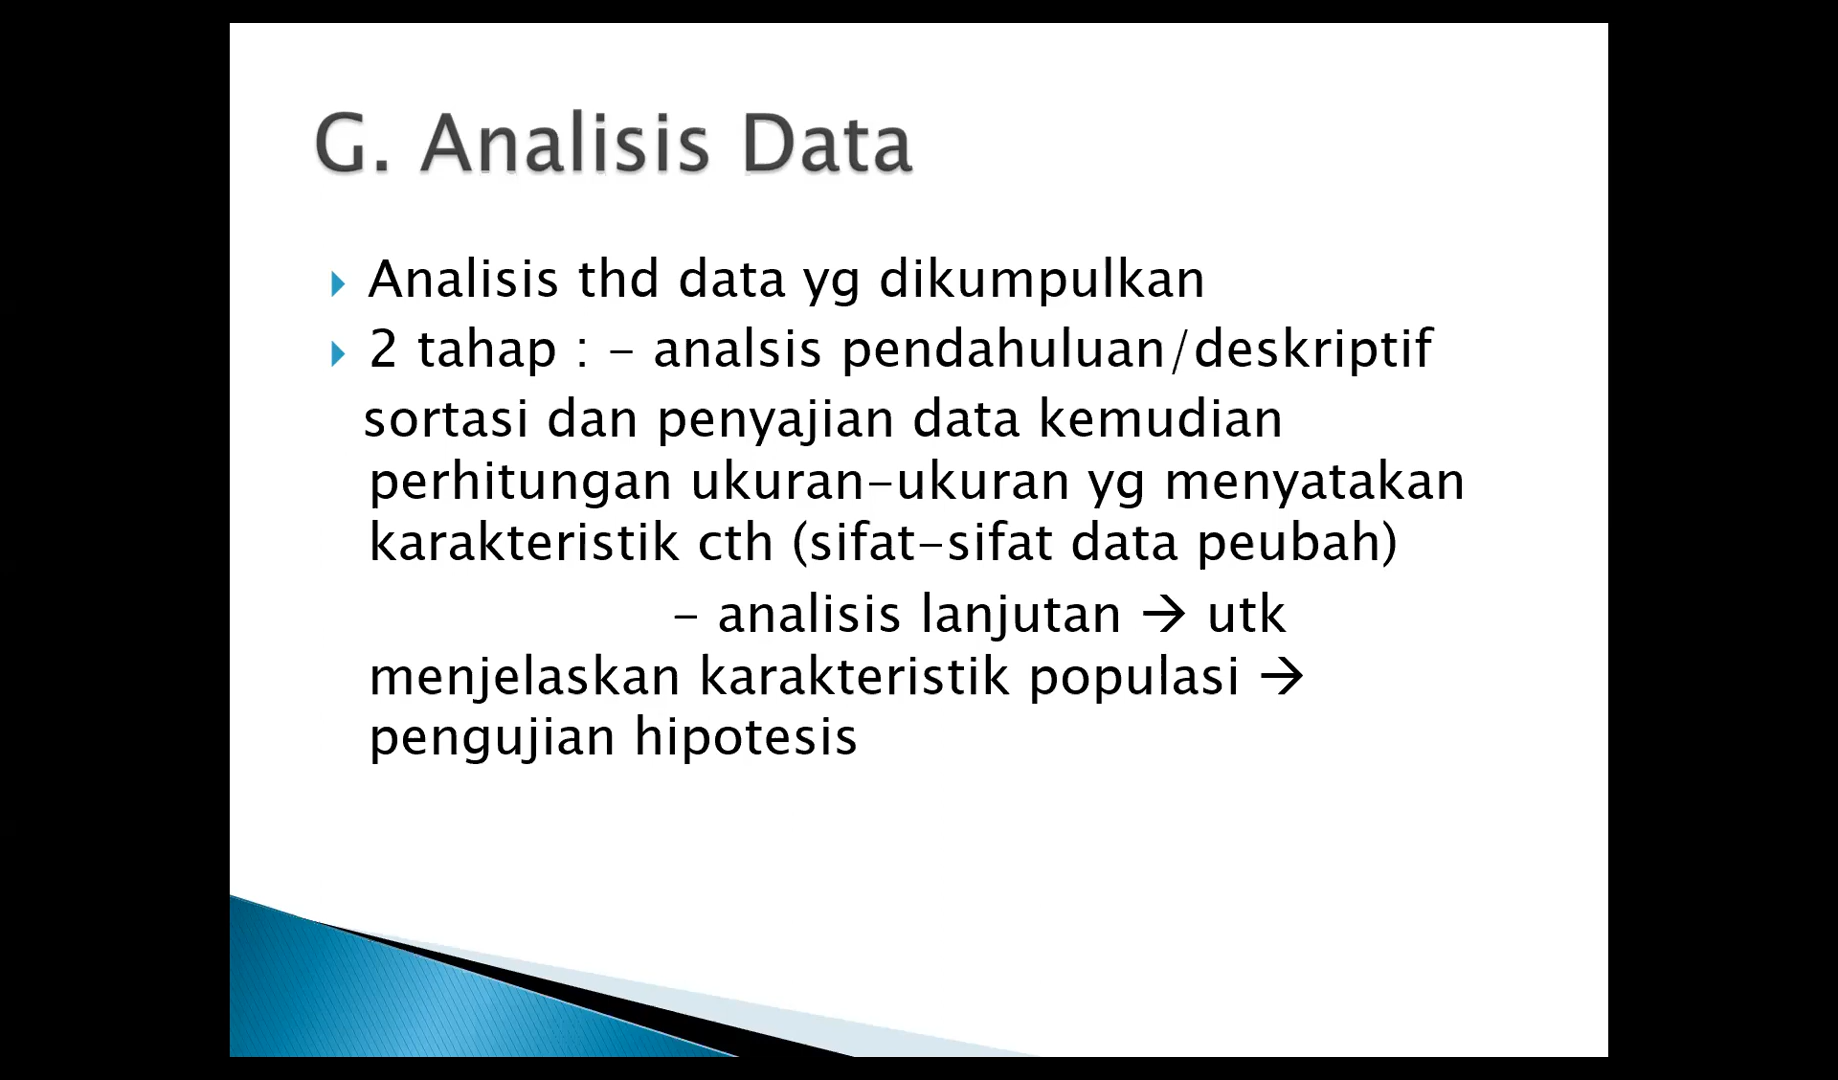 G. Analisis Data
Analisis thd data yg dikumpulkan
2 tahap : - analsis pendahuluan/deskriptif
sortasi dan penyajian data kemudian
perhitungan ukuran-ukuran yg menyatakan
karakteristik cth (sifat-sifat data peubah)
- analisis lanjutan → utk
menjelaskan karakteristik populasi →
pengujian hipotesis